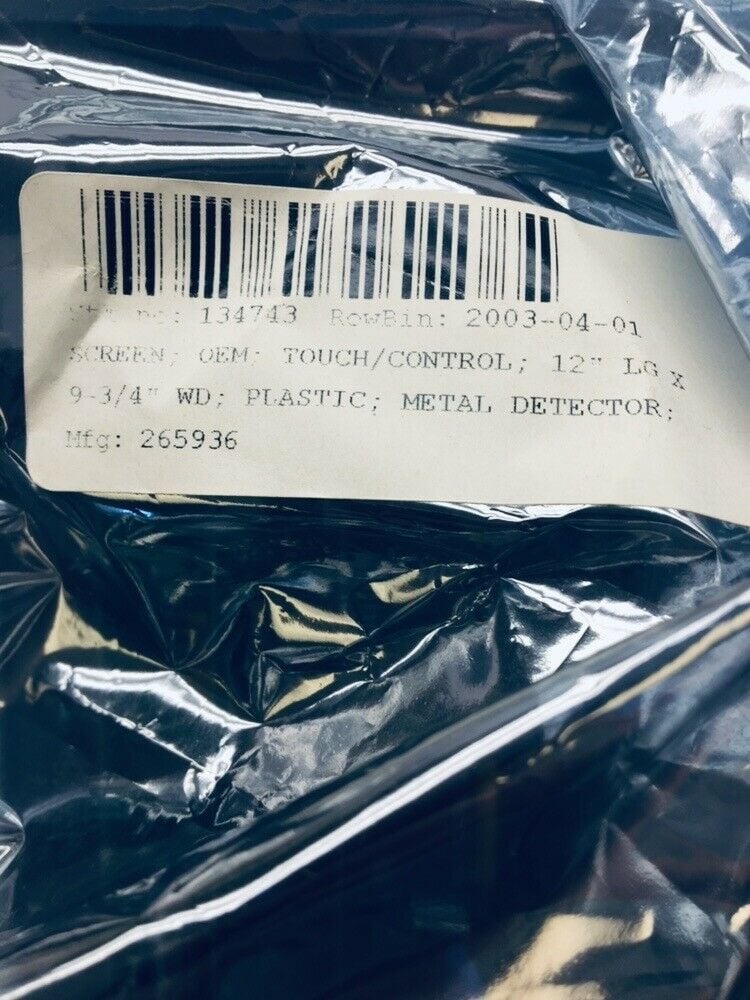 no: 134743 RowBin: 2003-04-01
SCREEN; OEM; TOUCH/CONTROL; 12" LG X
9-3/4" WD; PLASTIC; METAL DETECTOR;
Mfg: 265936